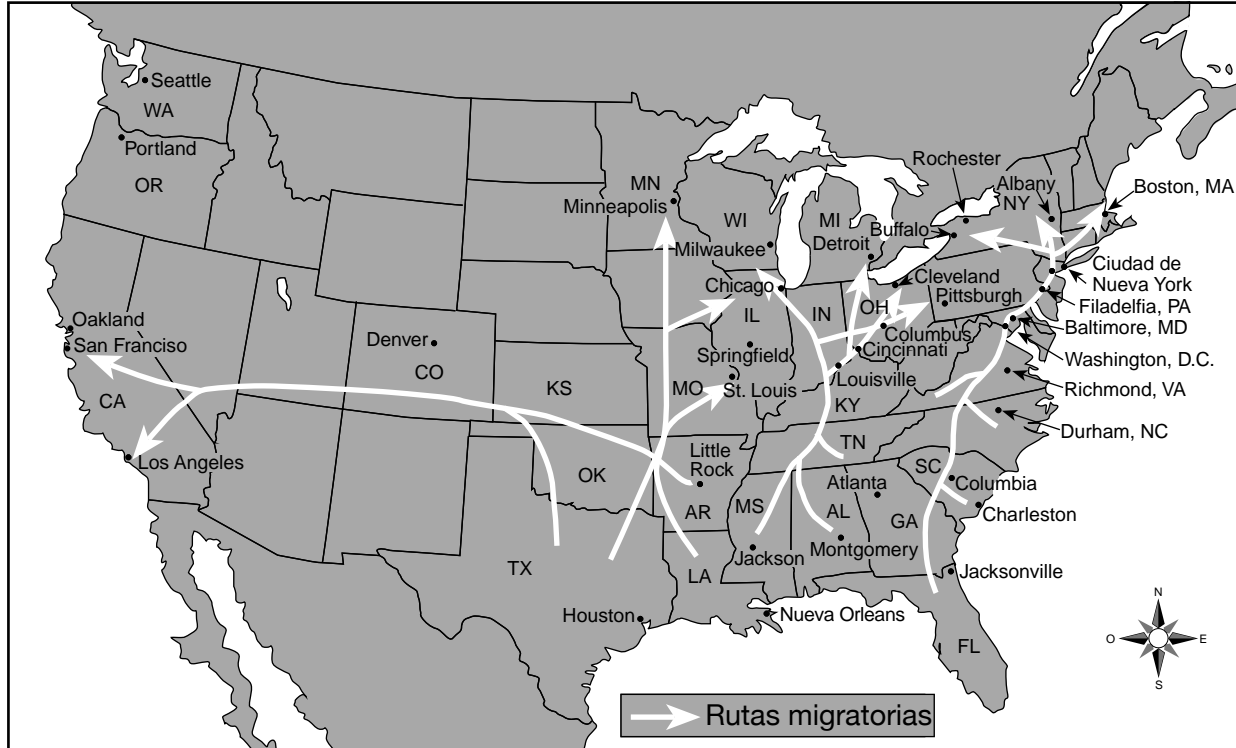 Seattle
WA
Portland
OR
MN
Minneapolis
WI
Milwaukee
MI
Detroit
Rochester
Buffalo
Albany
NY
Boston, MA
Ciudad de
Nueva York
Filadelfia, PA
Baltimore, MD
Washington, D.C.
Richmond, VA
Durham, NC
Cleveland
Pittsburgh
Chicago
IL
IN
OH
Columbus
Cincinnati
Springfield
St. Louis
MO
Louisville
KY
Oakland
San Franciso
CA
Los Angeles
Denver
CO
KS
OK
Little
Rock
AR
TN
MS
AL
Atlanta
GA
SC
Columbia
Charleston
Jackson
Montgomery
Jacksonville
TX
LA
Houston
Nueva Orleans
FL
N
O
E
S
Rutas migratorias